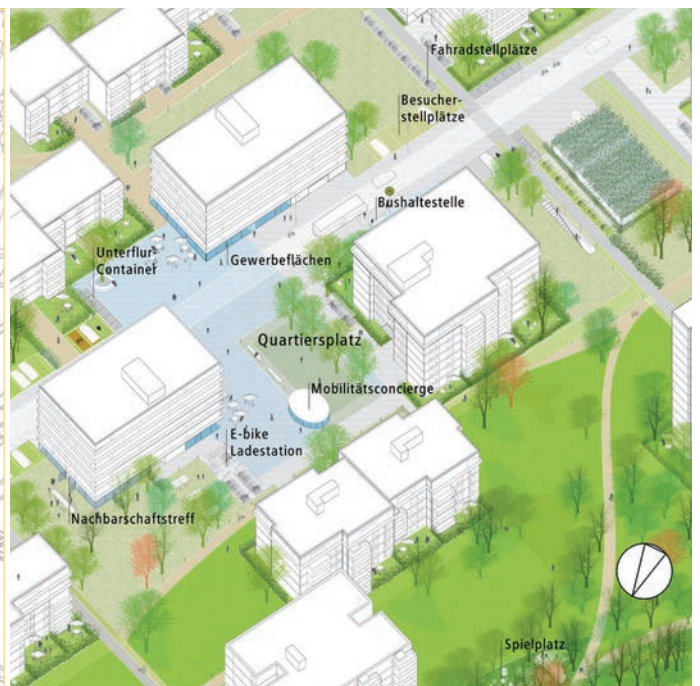 Fahradstellplätze
Besucher-
stellplätze
Bushaltestelle
Unterflur-
Container
Gewerbeflächen
Quartiersplatz
Mobilitätsconcierge
E-bike
Ladestation
Nachbarschaftstreff
Spielplatz